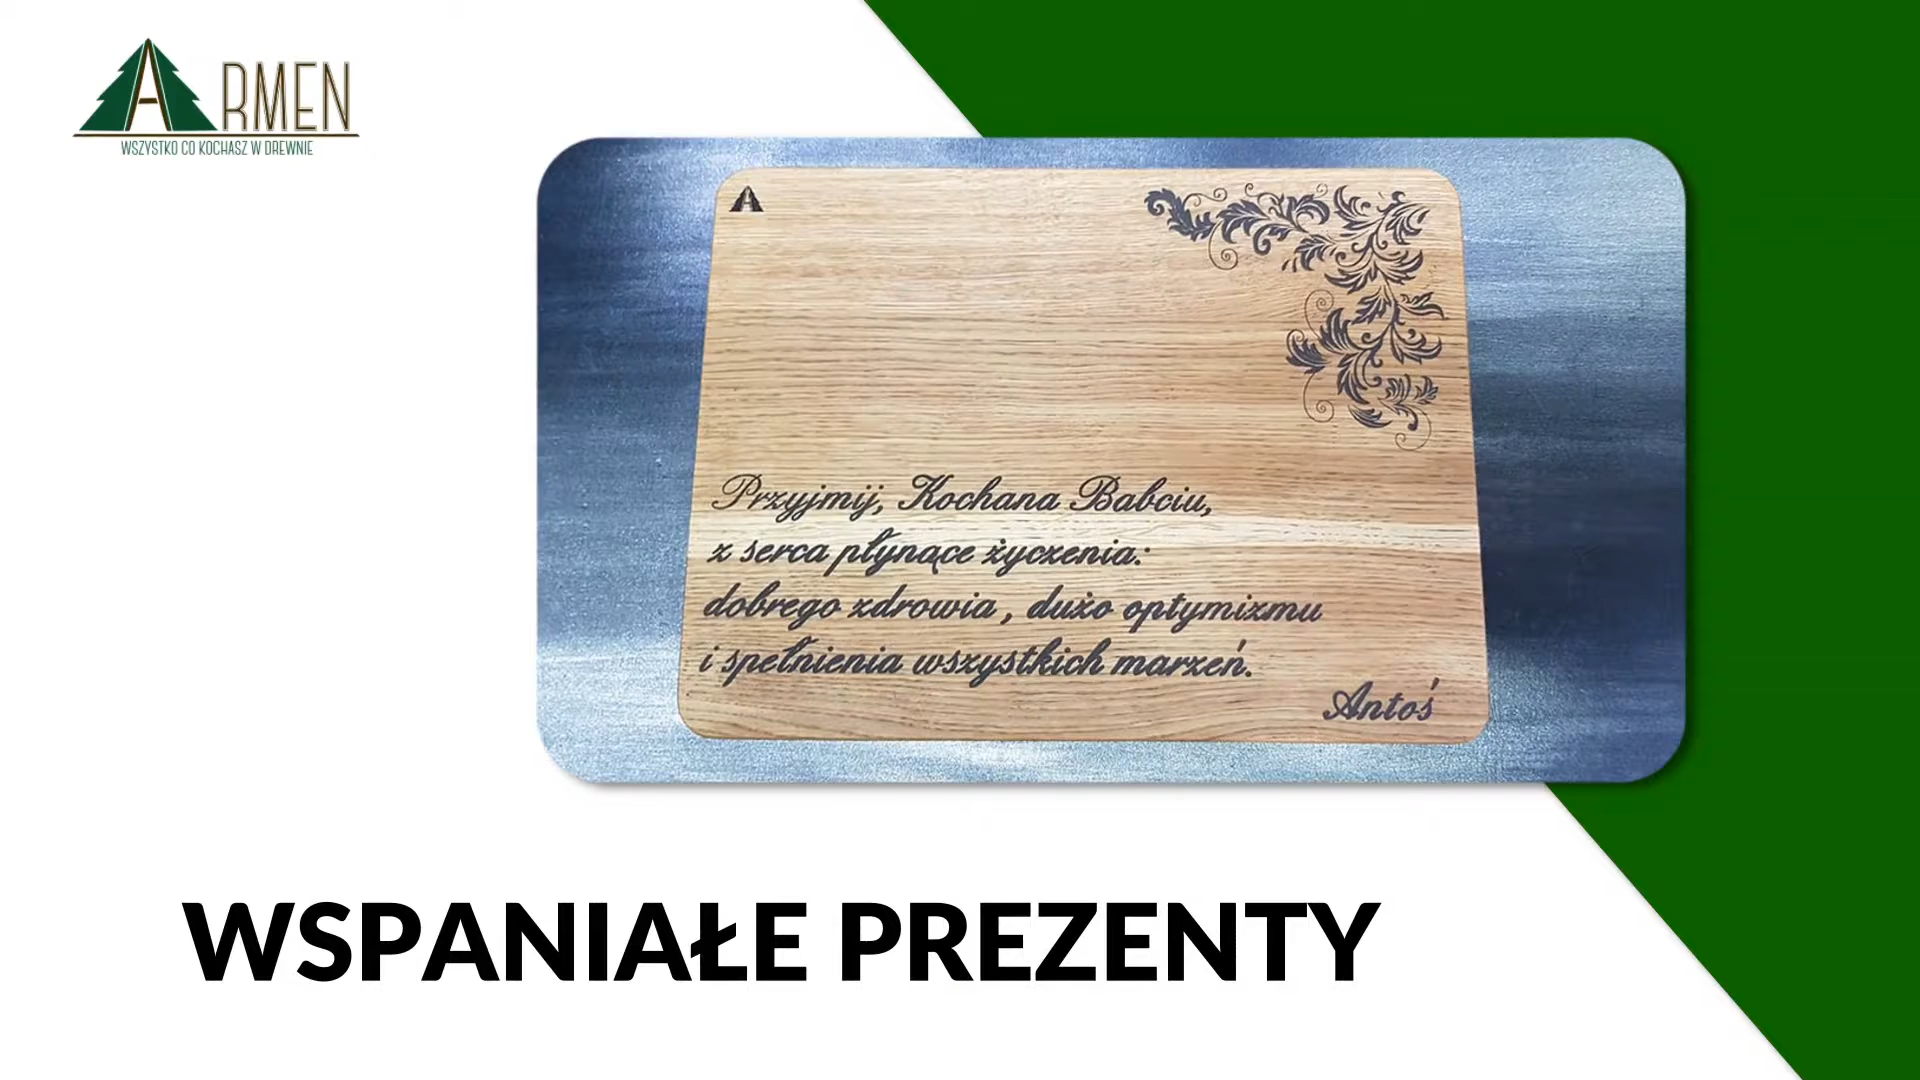 ARMEN
WSZYSTKO CO KOCHASZ W DREWNIE
A
Przyjmij, Kochana Babciu,
z serca płynące życzenia:
dobrego zdrowia, dużo optymizmu
i spełnienia wszystkich marzeń.
Antoś
WSPANIAŁE PREZENTY